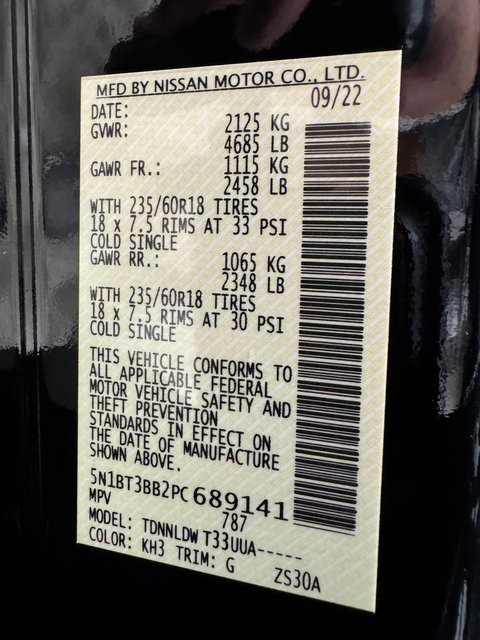 MFD BY NISSAN MOTOR CO., LTD.
DATE: 09/22
GVWR: 2125 KG
4685 LB
GAWR FR.: 1115 KG
2458 LB
WITH 235/60R18 TIRES
18 x 7.5 RIMS AT 33 PSI
COLD SINGLE
GAWR RR.: 1065 KG
2348 LB
WITH 235/60R18 TIRES
18 x 7.5 RIMS AT 30 PSI
COLD SINGLE
THIS VEHICLE CONFORMS TO
ALL APPLICABLE FEDERAL
MOTOR VEHICLE SAFETY AND
THEFT PREVENTION
STANDARDS IN EFFECT ON
THE DATE OF MANUFACTURE
SHOWN ABOVE.
5N1BT3BB2PC689141
MPV 787
MODEL: TDNNLDW T33UUA-----
COLOR: KH3 TRIM: G ZS30A